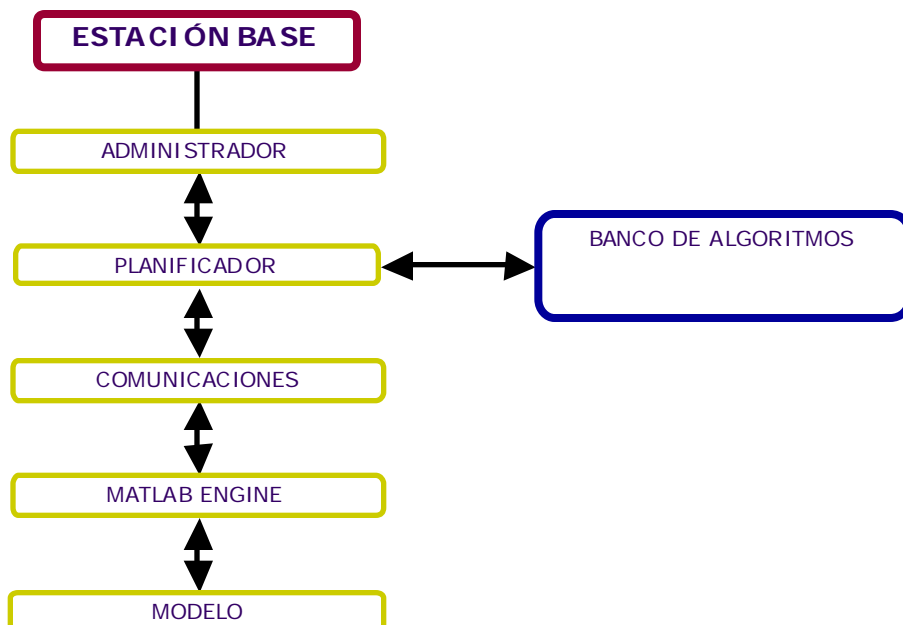 ESTACIÓN BASE
ADMINISTRADOR
PLANIFICADOR
BANCO DE ALGORITMOS
COMUNICACIONES
MATLAB ENGINE
MODELO